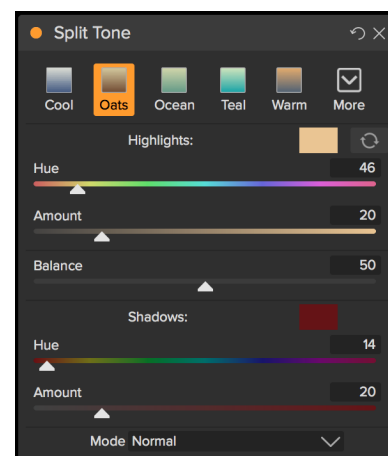 Split Tone
Cool Oats Ocean Teal Warm More
Highlights:
Hue 46
Amount 20
Balance 50
Shadows:
Hue 14
Amount 20
Mode Normal